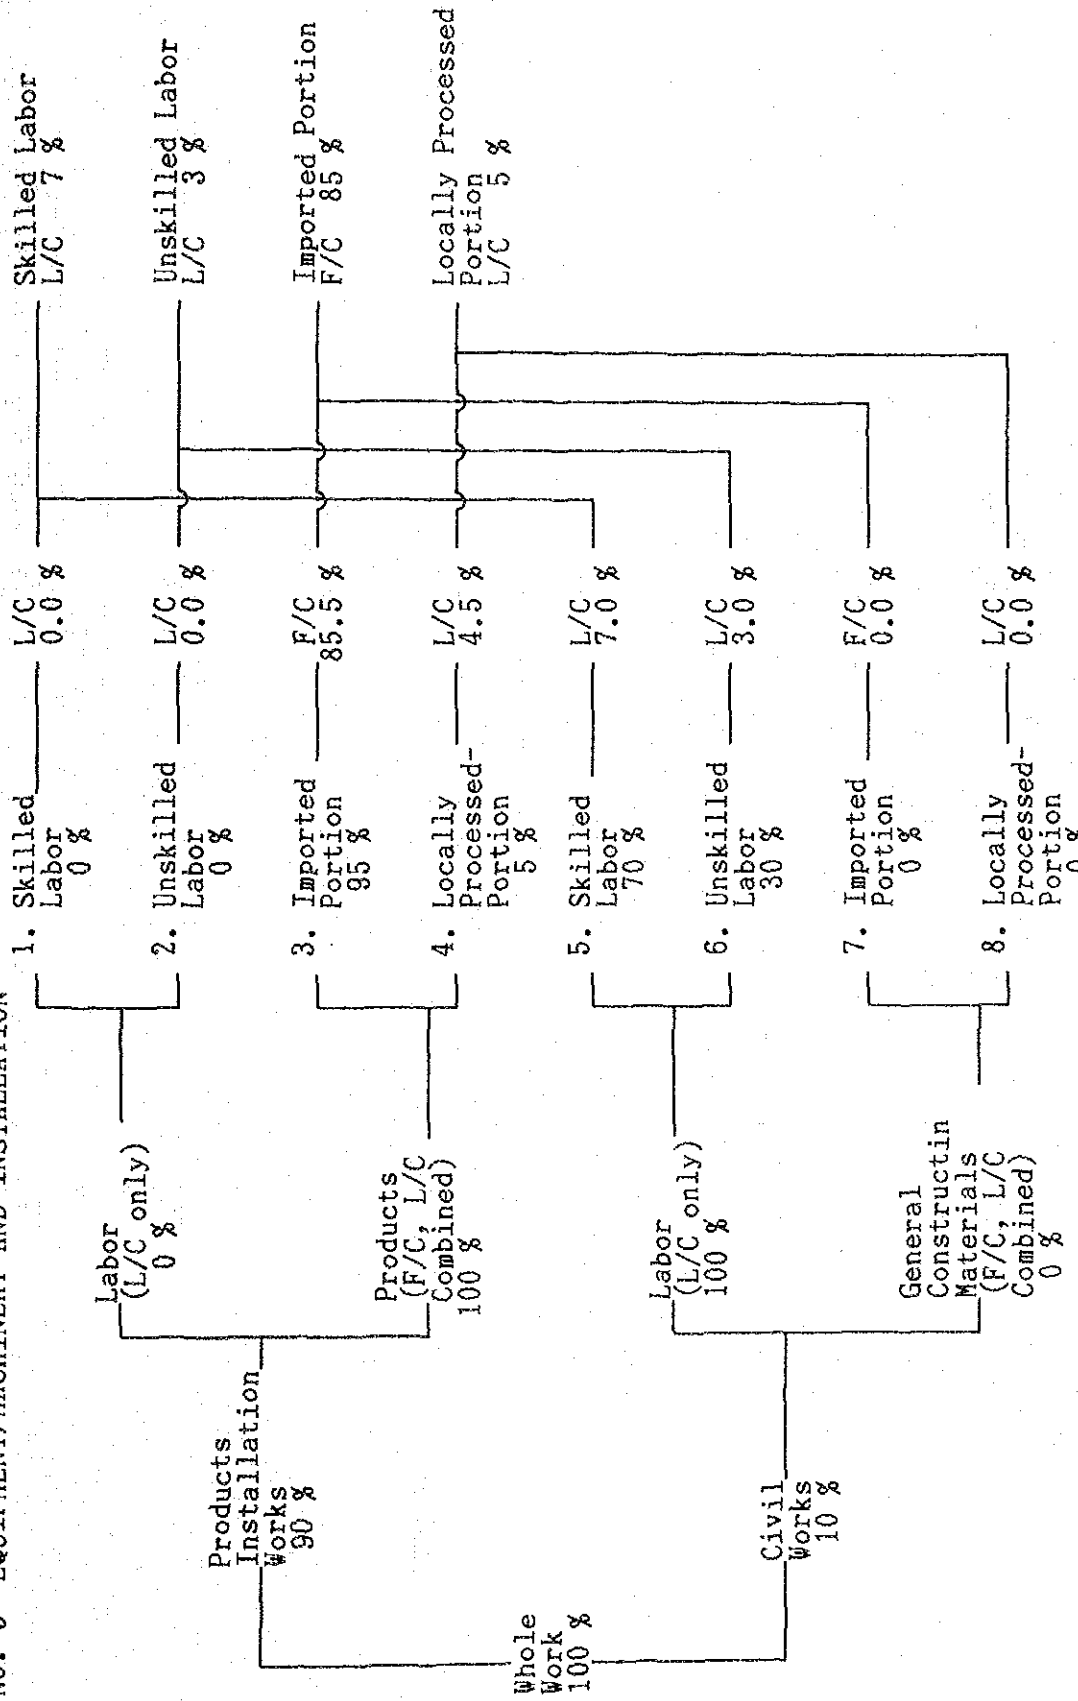 EQUIPMENT/MACHINERY AND INSTALLATION
Whole
Work
100 %
Products
Installation
Works
90 %
Civil
Works
10 %
Labor
(L/C only)
0 %
Products
(F/C, L/C
Combined)
100 %
Labor
(L/C only)
100 %
General
Constructin
Materials
(F/C, L/C
Combined)
0 %
1. Skilled
Labor
0 %
2. Unskilled
Labor
0 %
3. Imported
Portion
95 %
4. Locally
Processed-
Portion
5 %
5. Skilled
Labor
70 %
6. Unskilled
Labor
30 %
7. Imported
Portion
0 %
8. Locally
Processed-
Portion
0 %
L/C
0.0 %
L/C
0.0 %
F/C
85.5 %
L/C
4.5 %
L/C
7.0 %
L/C
3.0 %
F/C
0.0 %
L/C
0.0 %
Skilled Labor
L/C 7 %
Unskilled Labor
L/C 3 %
Imported Portion
F/C 85 %
Locally Processed
Portion
L/C 5 %